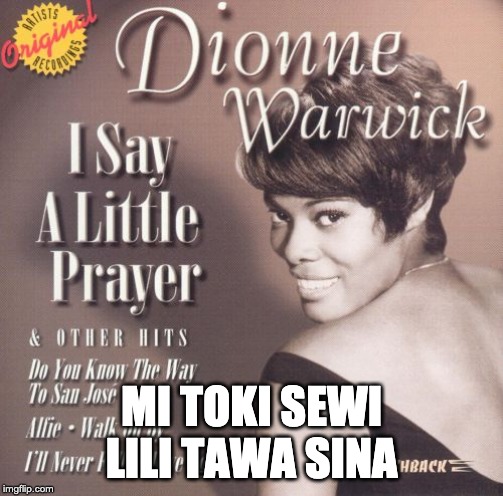 ARTISTS
Original
RECORDINGS
Dionne
Warwick
I Say
A Little
Prayer
& OTHER HITS
Do You Know The Way
To San José
Alfie • Walk
I'll Never
MI TOKI SEWI
LILI TAWA SINA
HBACK
imgflip.com